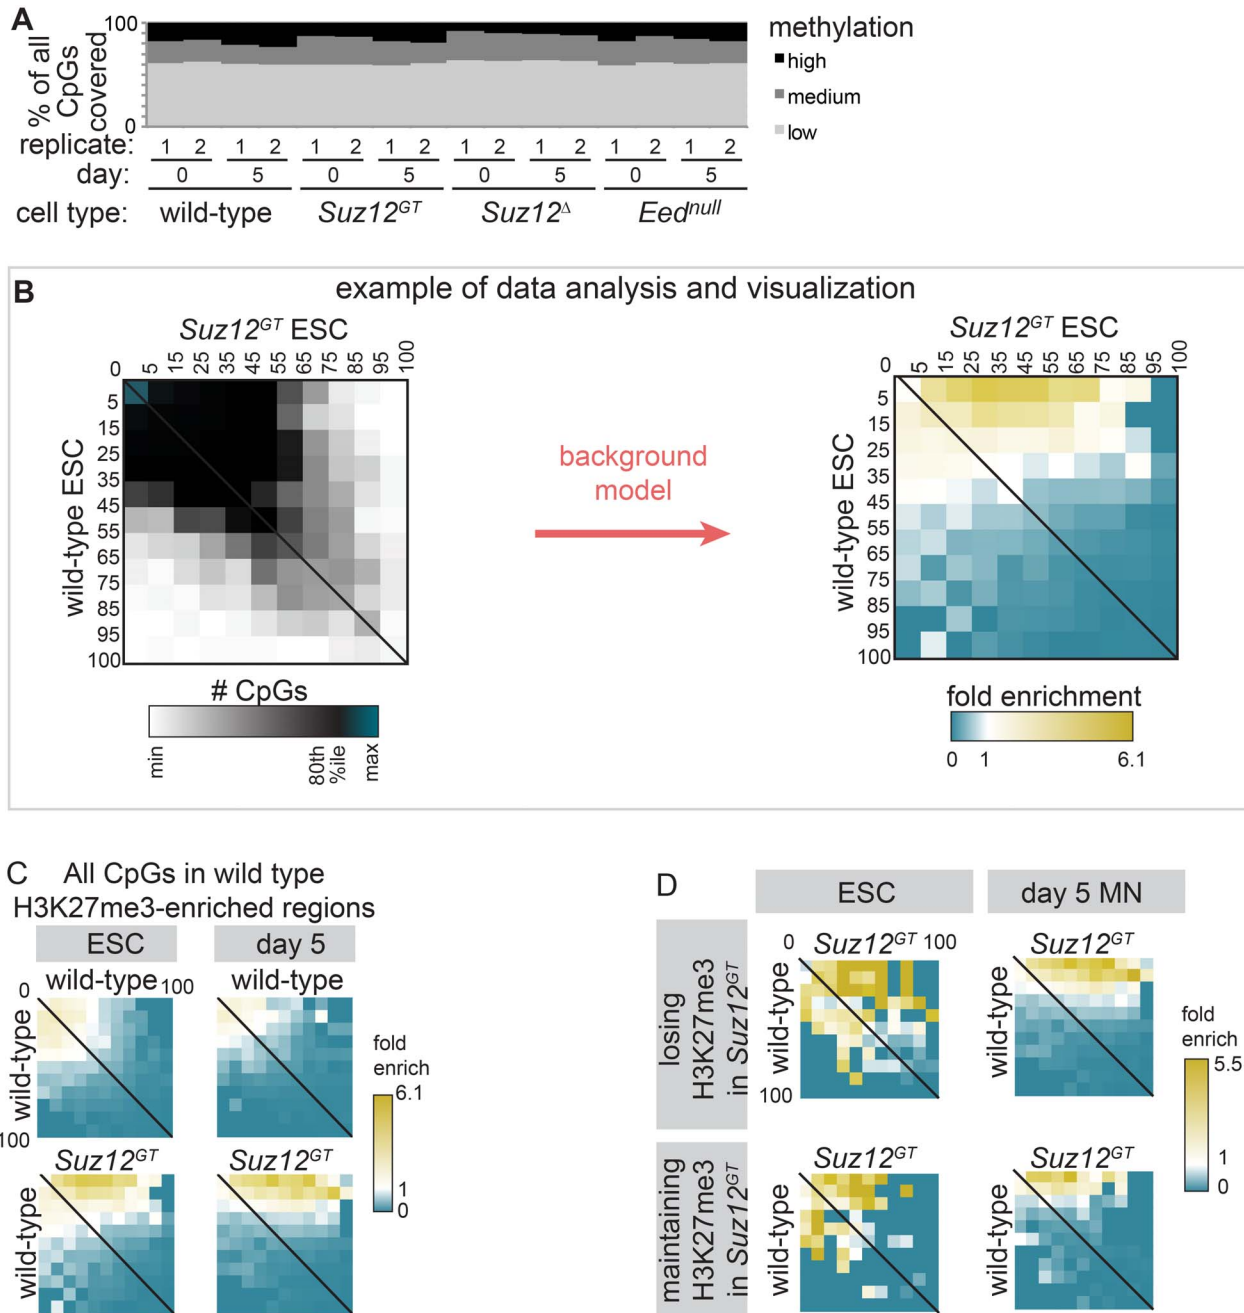 A
100
0
% of all
CpGs
covered
methylation
high
medium
low
replicate: 1 2 1 2 1 2 1 2 1 2 1 2 1 2 1 2
day: 0 5 0 5 0 5 0 5
cell type: wild-type Suz12GT Suz12Δ Eednull
B
example of data analysis and visualization
Suz12GT ESC
0 5 15 25 35 45 55 65 75 85 95 100
wild-type ESC
0
5
15
25
35
45
55
65
75
85
95
100
# CpGs
min 80th %ile max
background
model
Suz12GT ESC
0 5 15 25 35 45 55 65 75 85 95 100
wild-type ESC
0
5
15
25
35
45
55
65
75
85
95
100
fold enrichment
0 1 6.1
C All CpGs in wild type
H3K27me3-enriched regions
ESC day 5
wild-type 100 wild-type
0
wild-type
100
fold
enrich
6.1
1
0
Suz12GT Suz12GT
wild-type
D
ESC day 5 MN
losing
H3K27me3
in Suz12GT
0 Suz12GT 100 Suz12GT
wild-type wild-type
100
fold
enrich
5.5
1
0
maintaining
H3K27me3
in Suz12GT
Suz12GT Suz12GT
wild-type wild-type